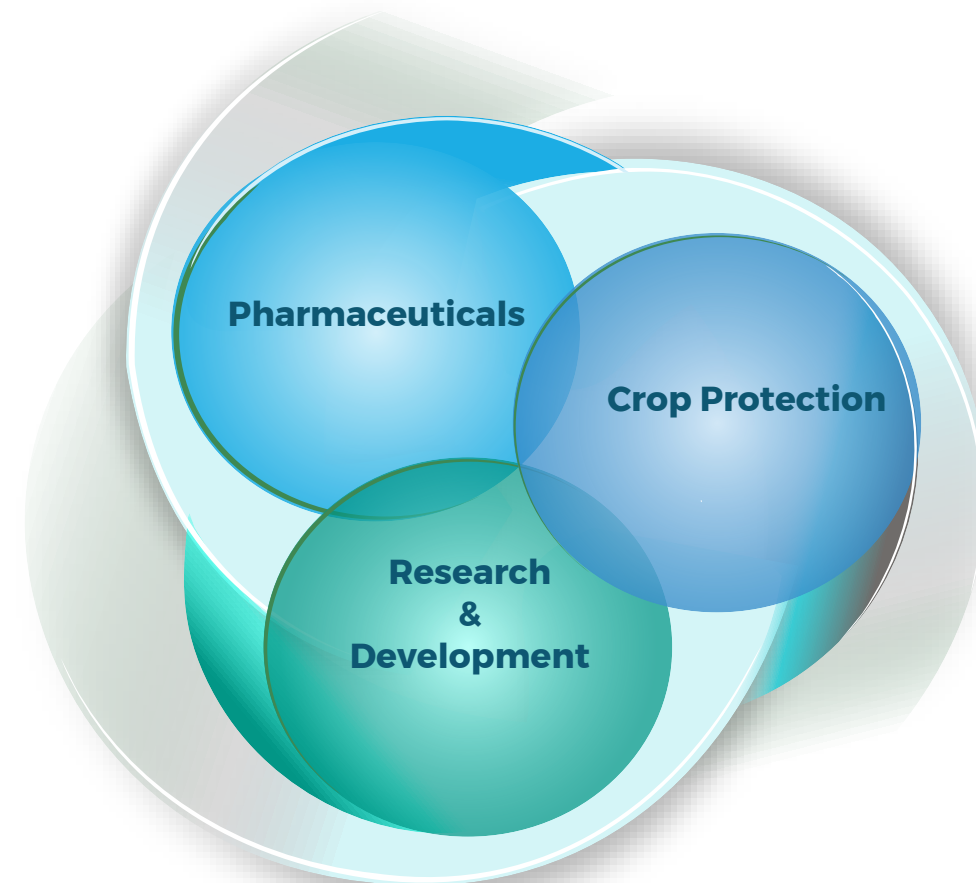 Pharmaceuticals
Crop Protection
Research
&
Development